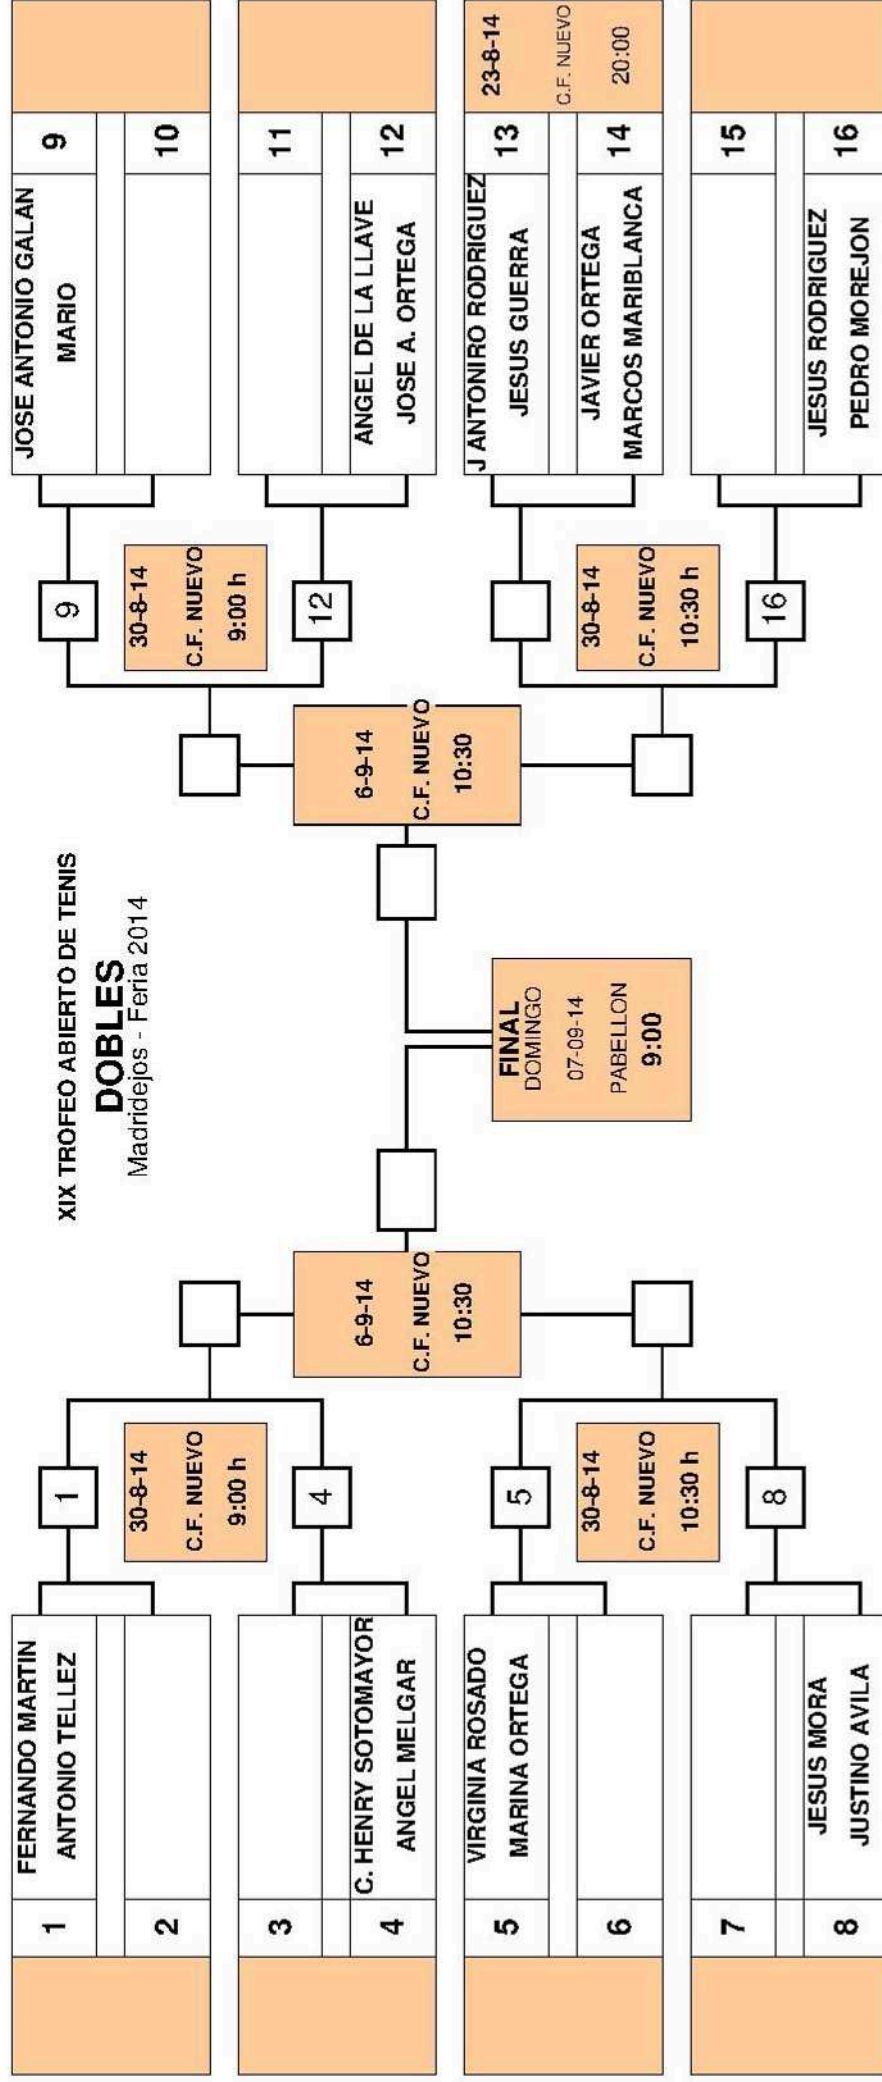 XIX TROFEO ABIERTO DE TENIS
DOBLES
Madridejos - Feria 2014
1
FERNANDO MARTIN
ANTONIO TELLEZ
2
3
4
C. HENRY SOTOMAYOR
ANGEL MELGAR
5
VIRGINIA ROSADO
MARINA ORTEGA
6
7
8
JESUS MORA
JUSTINO AVILA
1
30-8-14
C.F. NUEVO
9:00 h
4
5
30-8-14
C.F. NUEVO
10:30 h
8
6-9-14
C.F. NUEVO
10:30
FINAL
DOMINGO
07-09-14
PABELLON
9:00
6-9-14
C.F. NUEVO
10:30
9
30-8-14
C.F. NUEVO
9:00 h
12
30-8-14
C.F. NUEVO
10:30 h
16
JOSE ANTONIO GALAN
MARIO
9
10
11
ANGEL DE LA LLAVE
JOSE A. ORTEGA
12
J ANTONIRO RODRIGUEZ
JESUS GUERRA
13
JAVIER ORTEGA
MARCOS MARIBLANCA
14
23-8-14
C.F. NUEVO
20:00
15
JESUS RODRIGUEZ
PEDRO MOREJON
16